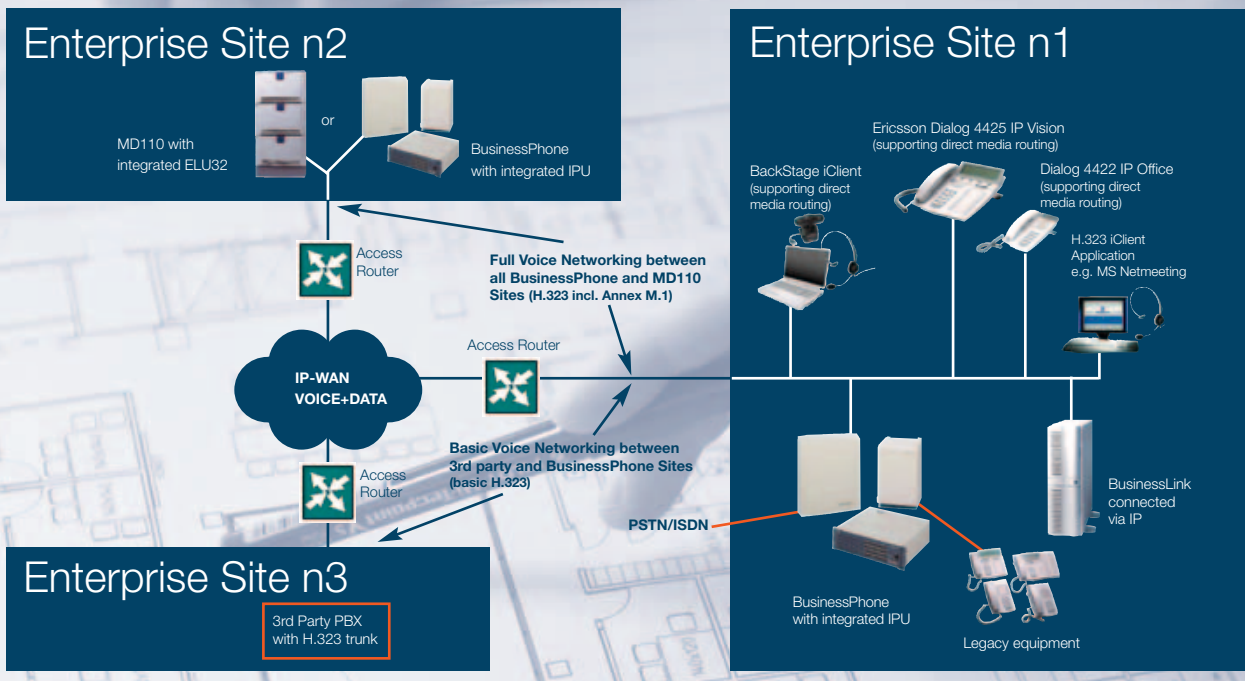 Enterprise Site n2
MD110 with
integrated ELU32
or
BusinessPhone
with integrated IPU
Access
Router
Full Voice Networking between
all BusinessPhone and MD110
Sites (H.323 incl. Annex M.1)
Access Router
IP-WAN
VOICE+DATA
Basic Voice Networking between
3rd party and BusinessPhone Sites
(basic H.323)
Access
Router
PSTN/ISDN
Enterprise Site n3
3rd Party PBX
with H.323 trunk
Enterprise Site n1
Ericsson Dialog 4425 IP Vision
(supporting direct media routing)
BackStage iClient
(supporting direct
media routing)
Dialog 4422 IP Office
(supporting direct
media routing)
H.323 iClient
Application
e.g. MS Netmeeting
BusinessLink
connected
via IP
BusinessPhone
with integrated IPU
Legacy equipment